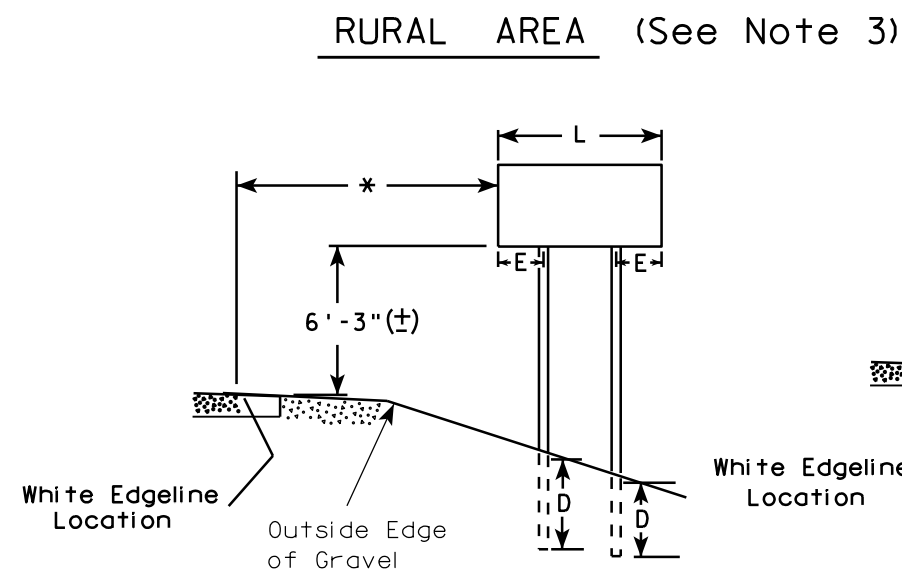 RURAL AREA (See Note 3)
L
*
E
E
6'-3"(±)
White Edgeline
Location
Outside Edge
of Gravel
D
D
White Edgeline
Location